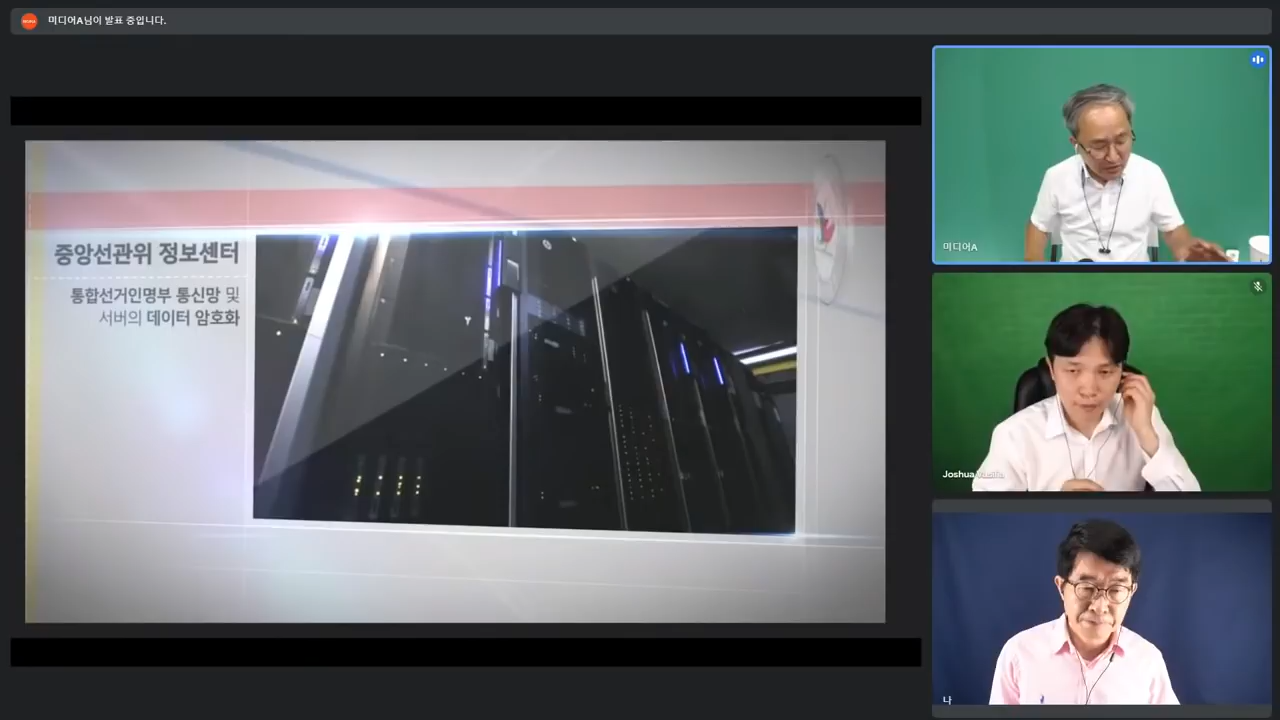 미디어A님이 발표 중입니다.
중앙선관위 정보센터
통합선거인명부 통신망 및
서버의 데이터 암호화
미디어A
Joshua
나